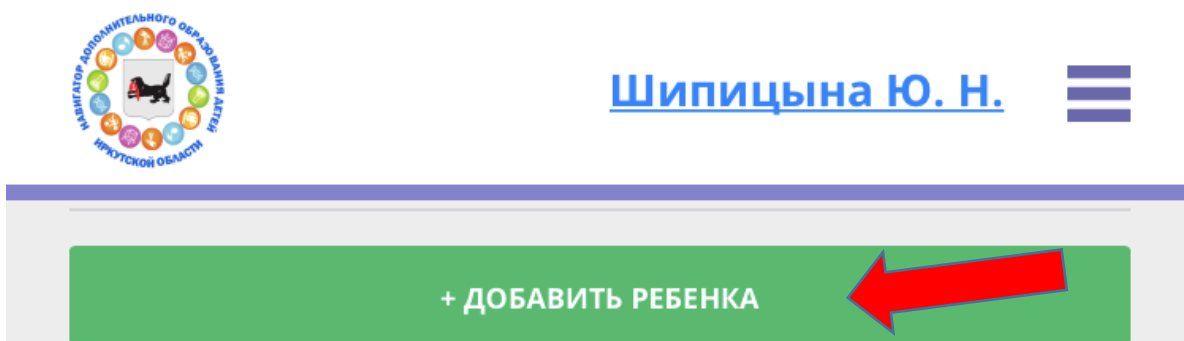 НАВИГАТОР ДОПОЛНИТЕЛЬНОГО ОБРАЗОВАНИЯ ДЕТЕЙ
ИРКУТСКОЙ ОБЛАСТИ
Шипицына Ю. Н.
+ ДОБАВИТЬ РЕБЕНКА